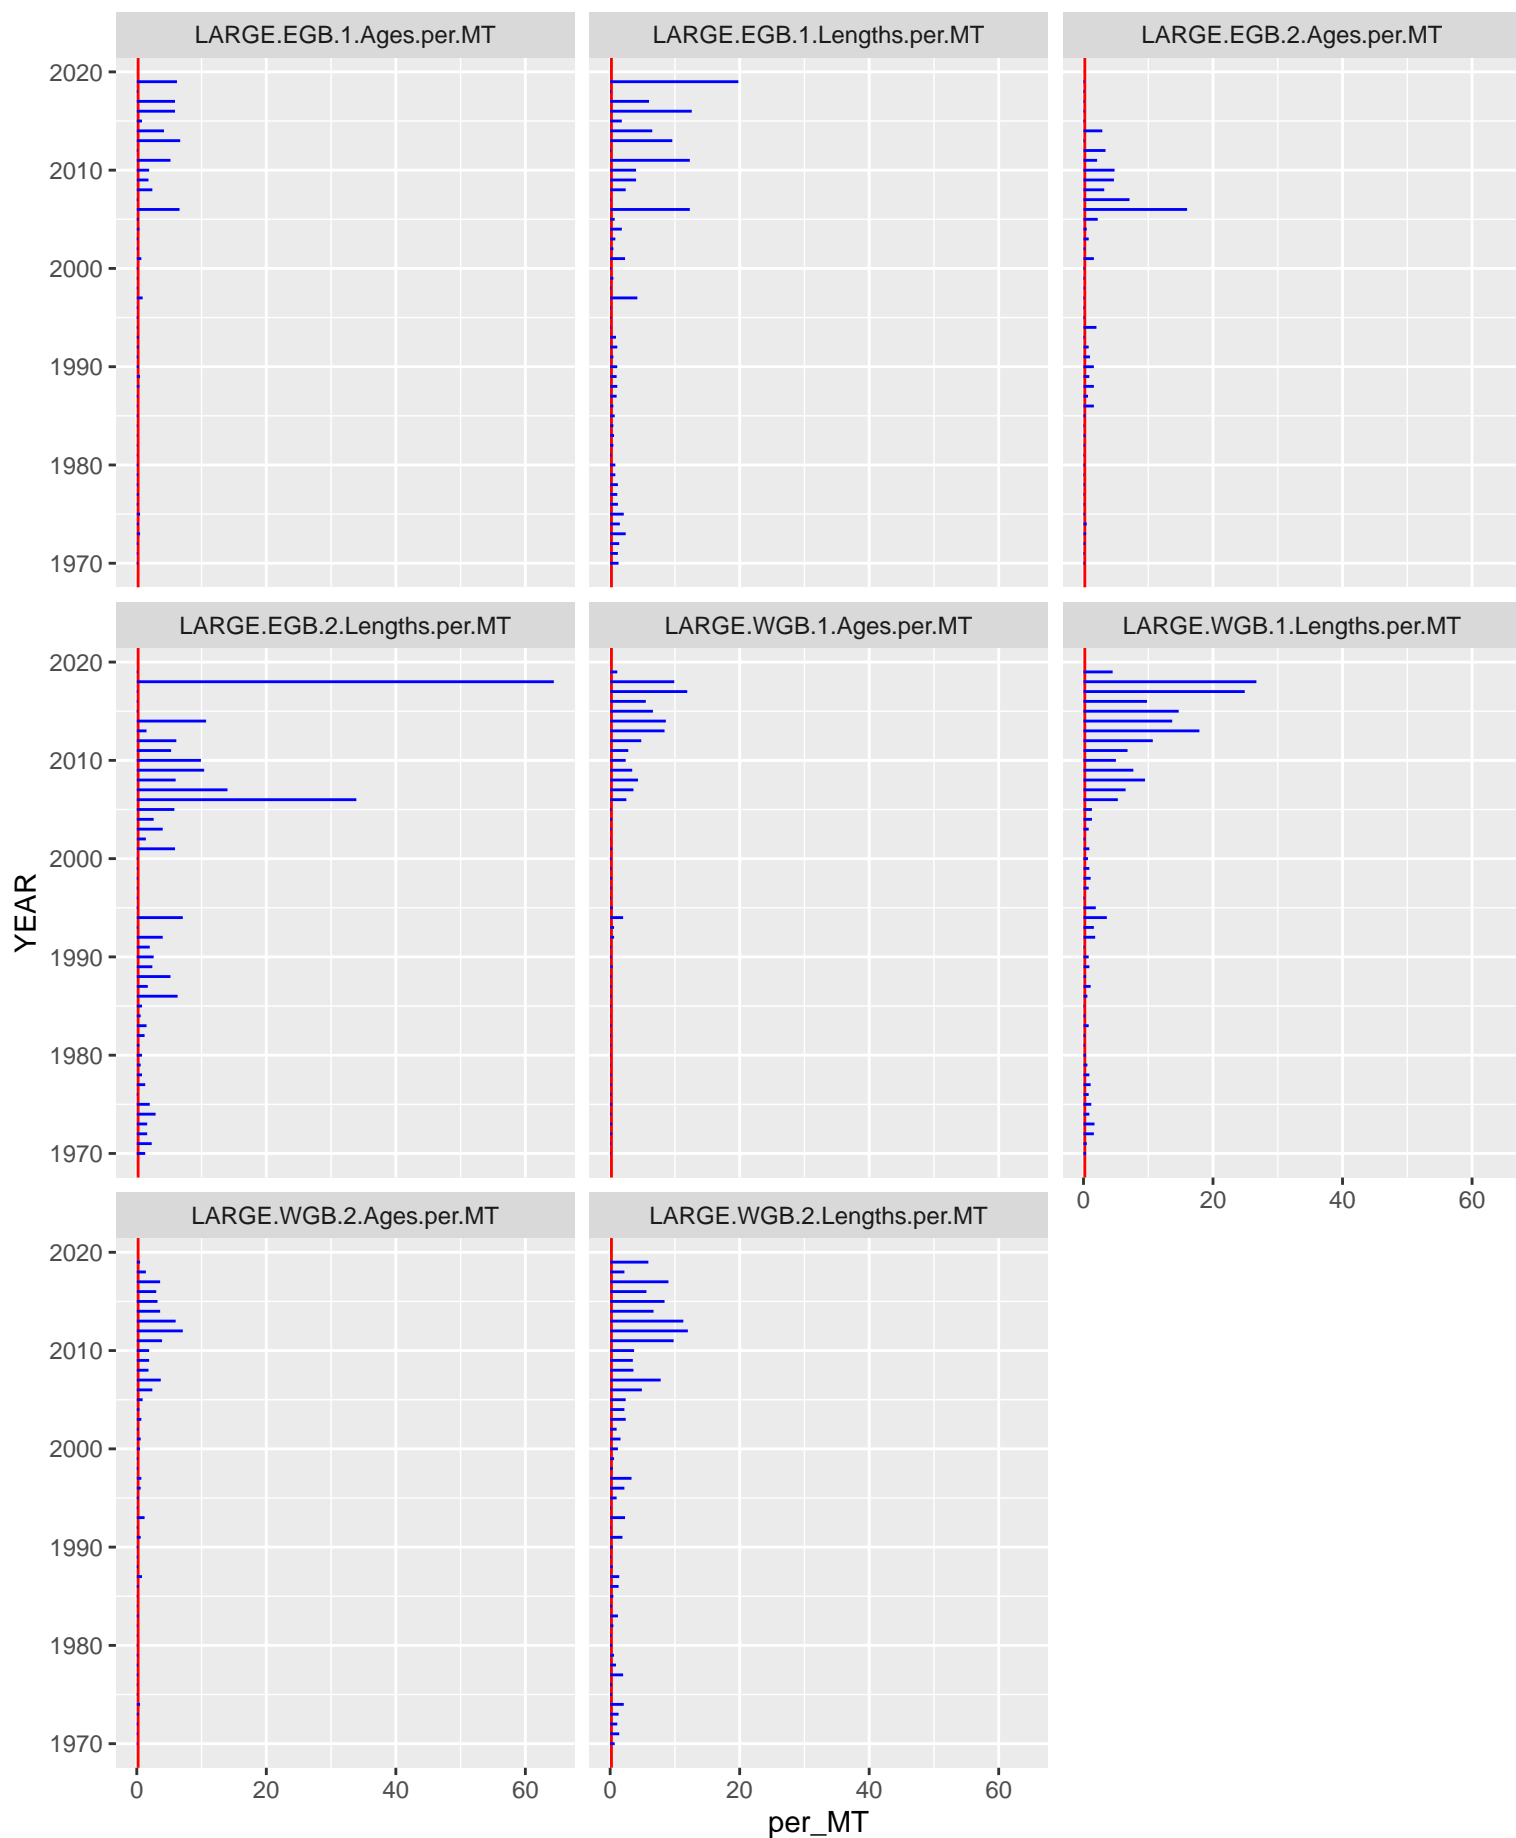 LARGE.EGB.1.Ages.per.MT
LARGE.EGB.1.Lengths.per.MT
LARGE.EGB.2.Ages.per.MT
2020
2010
2000
1990
1980
1970
LARGE.EGB.2.Lengths.per.MT
LARGE.WGB.1.Ages.per.MT
LARGE.WGB.1.Lengths.per.MT
2020
2010
2000
1990
1980
1970
YEAR
0 20 40 60
LARGE.WGB.2.Ages.per.MT
LARGE.WGB.2.Lengths.per.MT
2020
2010
2000
1990
1980
1970
0 20 40 60
0 20 40 60
per_MT